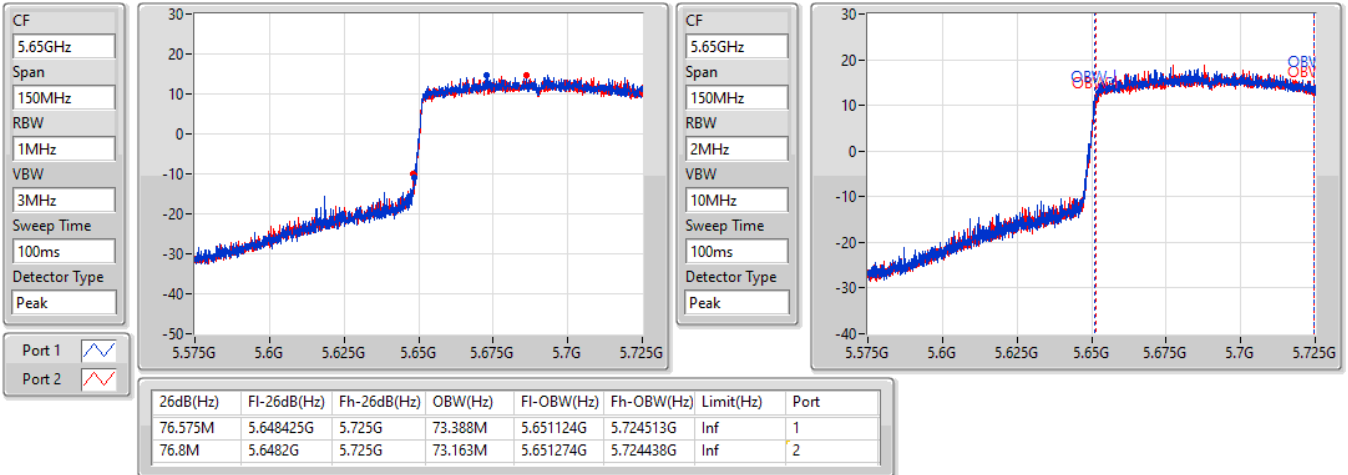 CF
5.65GHz
Span
150MHz
RBW
1MHz
VBW
3MHz
Sweep Time
100ms
Detector Type
Peak
30
20
10
0
-10
-20
-30
-40
-50
5.575G 5.6G 5.625G 5.65G 5.675G 5.7G 5.725G
CF
5.65GHz
Span
150MHz
RBW
2MHz
VBW
10MHz
Sweep Time
100ms
Detector Type
Peak
30
20
10
0
-10
-20
-30
-40
OBW-L
OBW
OBW
OBW
5.575G 5.6G 5.625G 5.65G 5.675G 5.7G 5.725G
Port 1
Port 2
26dB(Hz) Fl-26dB(Hz) Fh-26dB(Hz) OBW(Hz) Fl-OBW(Hz) Fh-OBW(Hz) Limit(Hz) Port
76.575M 5.648425G 5.725G 73.388M 5.651124G 5.724513G Inf 1
76.8M 5.6482G 5.725G 73.163M 5.651274G 5.724438G Inf 2